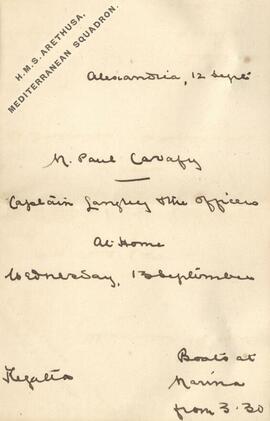 H.M.S. ARETHUSA,
MEDITERRANEAN SQUADRON.
Alexandria, 12 Sept
M. Paul Cavafy
Captain Langley & the Officers
At Home
Wednesday, 13 September
Regatta
Boats at
Marina
from 3.30